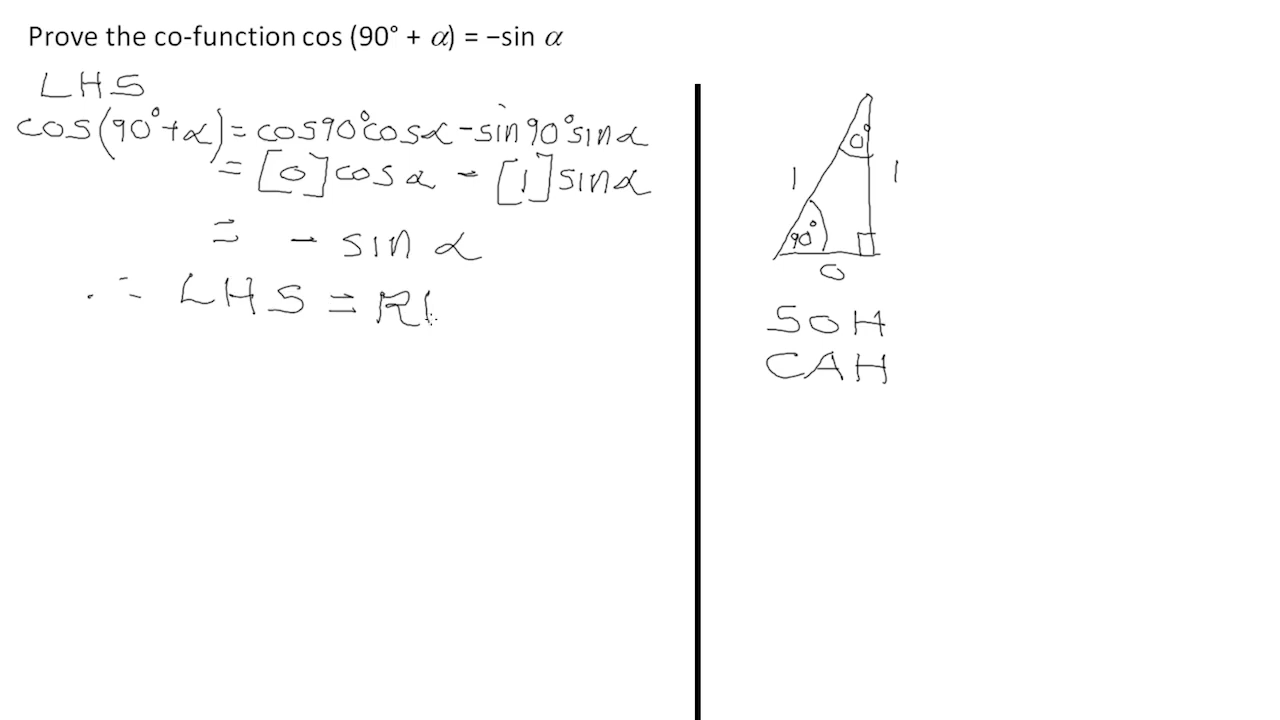 Prove the co-function cos (90° + α) = −sin α
LHS
cos(90°+α) = cos90°cosα - sin90°sinα
= [0]cosα - [1]sinα
= - sin α
∴ LHS = R
0°
1 1
90°
0
SOH
CAH